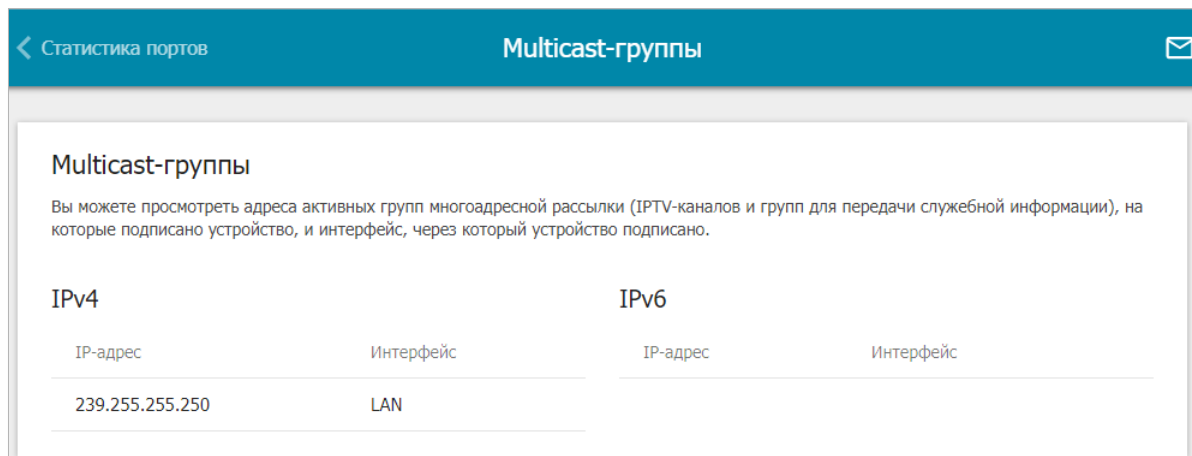 Статистика портов
Multicast-группы
Multicast-группы
Вы можете просмотреть адреса активных групп многоадресной рассылки (IPTV-каналов и групп для передачи служебной информации), на
которые подписано устройство, и интерфейс, через который устройство подписано.
IPv4
IPv6
IP-адрес
Интерфейс
IP-адрес
Интерфейс
239.255.255.250
LAN